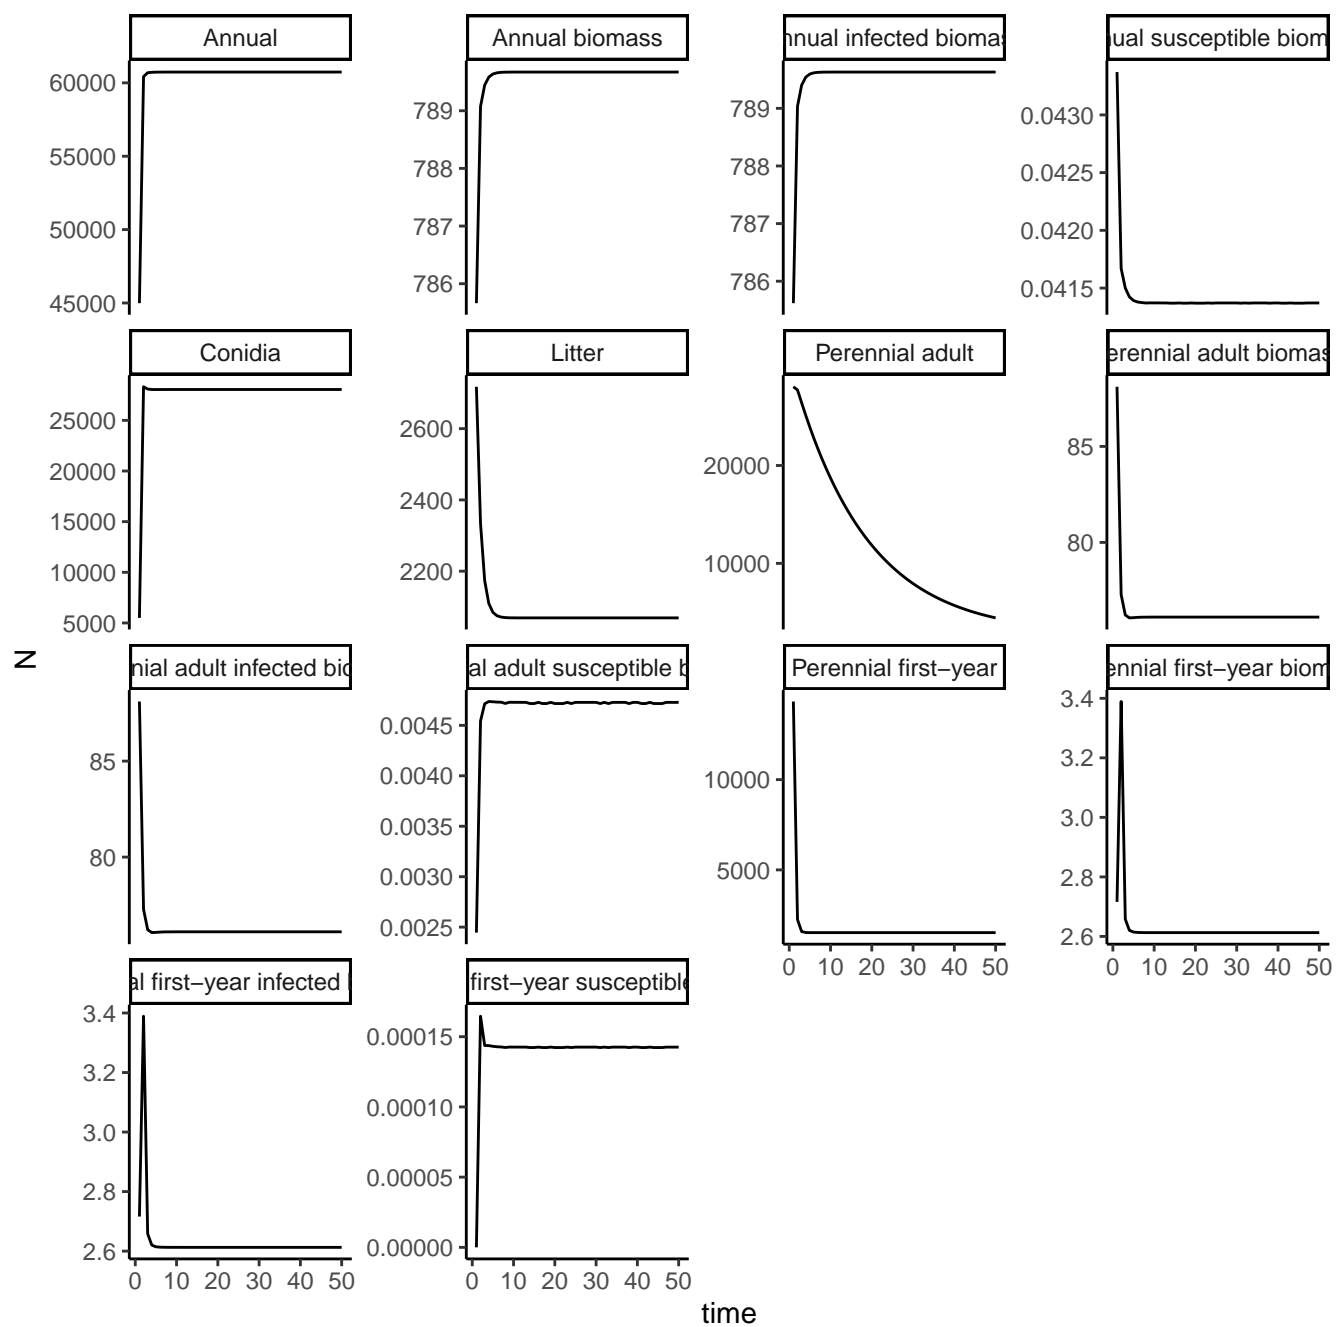 Annual
Annual biomass
nnual infected biomas
ual susceptible biom
60000
55000
50000
45000
789
788
787
786
789
788
787
786
0.0430
0.0425
0.0420
0.0415
Conidia
Litter
Perennial adult
erennial adult biomas
25000
20000
15000
10000
5000
2600
2400
2200
20000
10000
85
80
N
nial adult infected bio
al adult susceptible b
Perennial first−year
ennial first−year biom
85
80
0.0045
0.0040
0.0035
0.0030
0.0025
10000
5000
3.4
3.2
3.0
2.8
2.6
0 10 20 30 40 50
0 10 20 30 40 50
al first−year infected
first−year susceptible
3.4
3.2
3.0
2.8
2.6
0.00015
0.00010
0.00005
0.00000
0 10 20 30 40 50
0 10 20 30 40 50
time